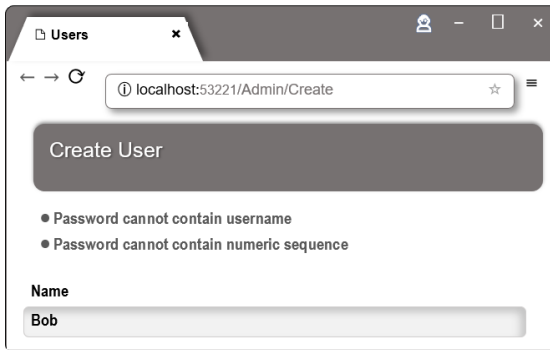 Users
localhost:53221/Admin/Create
Create User
Password cannot contain username
Password cannot contain numeric sequence
Name
Bob